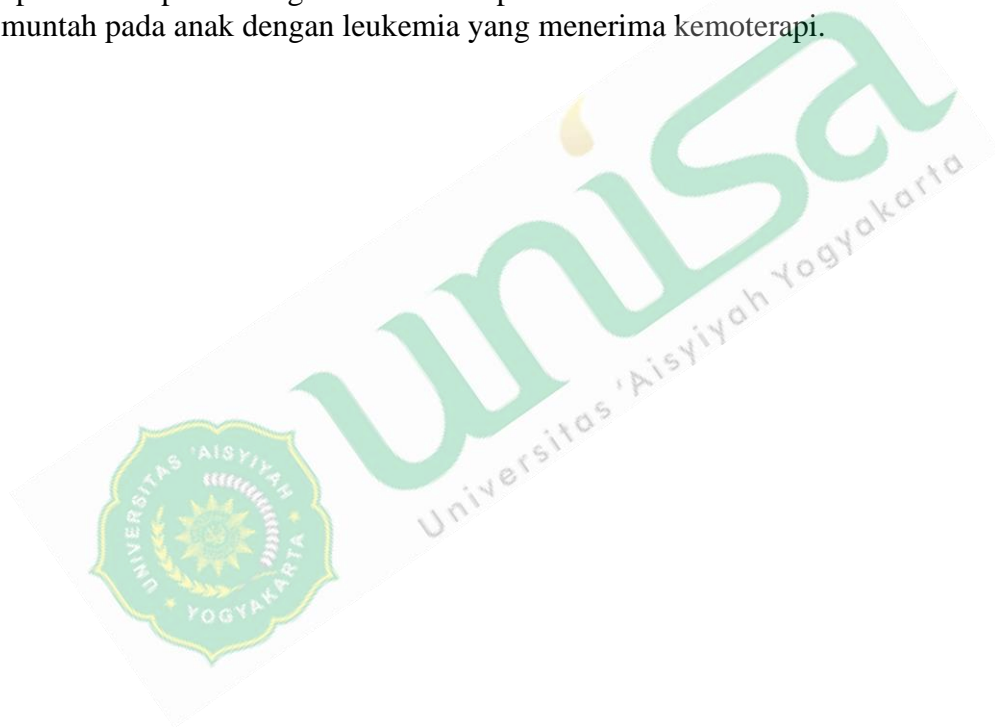 muntah pada anak dengan leukemia yang menerima kemoterapi.
unisa
Universitas 'Aisyiyah Yogyakarta
UNIVERSITAS 'AISYIYAH
YOGYAKARTA